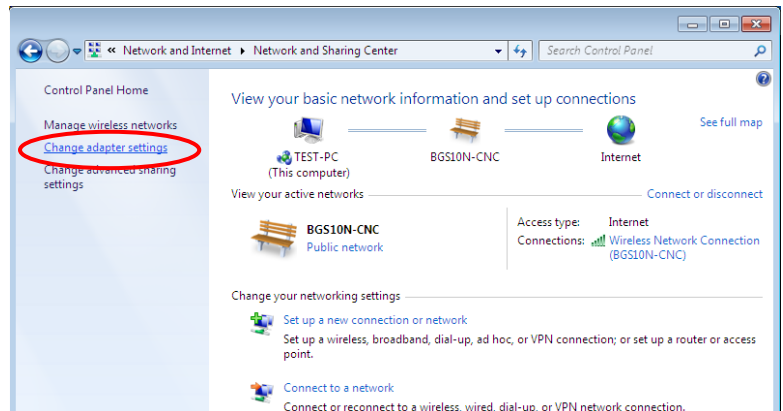 « Network and Internet ▸ Network and Sharing Center
Search Control Panel
Control Panel Home
Manage wireless networks
Change adapter settings
Change advanced sharing
settings
View your basic network information and set up connections
See full map
TEST-PC
(This computer)
BGS10N-CNC
Internet
View your active networks
Connect or disconnect
BGS10N-CNC
Public network
Access type: Internet
Connections: Wireless Network Connection
(BGS10N-CNC)
Change your networking settings
Set up a new connection or network
Set up a wireless, broadband, dial-up, ad hoc, or VPN connection; or set up a router or access
point.
Connect to a network
Connect or reconnect to a wireless, wired, dial-up, or VPN network connection.